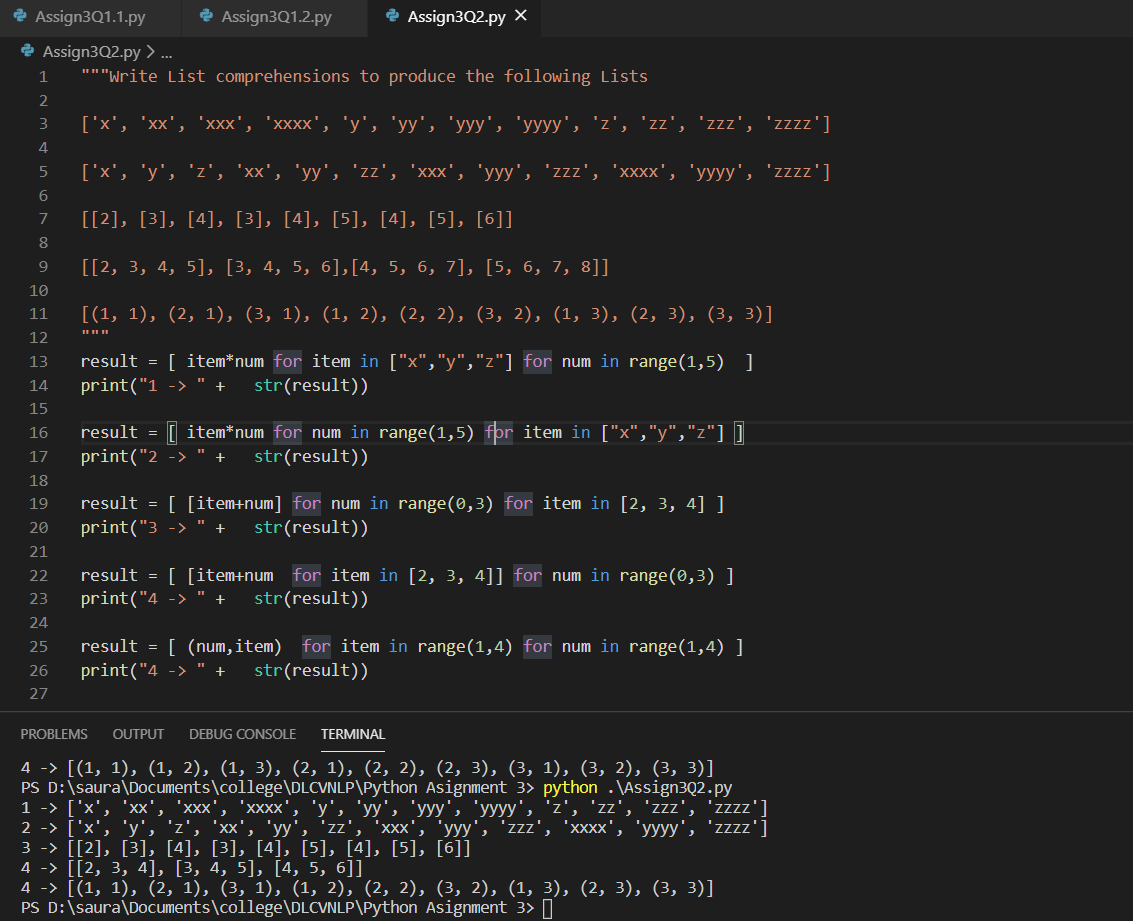 Assign3Q1.1.py Assign3Q1.2.py Assign3Q2.py ✕
Assign3Q2.py > ...
1 """Write List comprehensions to produce the following Lists
2
3 ['x', 'xx', 'xxx', 'xxxx', 'y', 'yy', 'yyy', 'yyyy', 'z', 'zz', 'zzz', 'zzzz']
4
5 ['x', 'y', 'z', 'xx', 'yy', 'zz', 'xxx', 'yyy', 'zzz', 'xxxx', 'yyyy', 'zzzz']
6
7 [[2], [3], [4], [3], [4], [5], [4], [5], [6]]
8
9 [[2, 3, 4, 5], [3, 4, 5, 6],[4, 5, 6, 7], [5, 6, 7, 8]]
10
11 [(1, 1), (2, 1), (3, 1), (1, 2), (2, 2), (3, 2), (1, 3), (2, 3), (3, 3)]
12 """
13 result = [ item*num for item in ["x","y","z"] for num in range(1,5)  ]
14 print("1 -> " +   str(result))
15
16 result = [ item*num for num in range(1,5) for item in ["x","y","z"] ]
17 print("2 -> " +   str(result))
18
19 result = [ [item+num] for num in range(0,3) for item in [2, 3, 4] ]
20 print("3 -> " +   str(result))
21
22 result = [ [item+num  for item in [2, 3, 4]] for num in range(0,3) ]
23 print("4 -> " +   str(result))
24
25 result = [ (num,item)  for item in range(1,4) for num in range(1,4) ]
26 print("4 -> " +   str(result))
27
PROBLEMS OUTPUT DEBUG CONSOLE TERMINAL
4 -> [(1, 1), (1, 2), (1, 3), (2, 1), (2, 2), (2, 3), (3, 1), (3, 2), (3, 3)]
PS D:\saura\Documents\college\DLCVNLP\Python Asignment 3> python .\Assign3Q2.py
1 -> ['x', 'xx', 'xxx', 'xxxx', 'y', 'yy', 'yyy', 'yyyy', 'z', 'zz', 'zzz', 'zzzz']
2 -> ['x', 'y', 'z', 'xx', 'yy', 'zz', 'xxx', 'yyy', 'zzz', 'xxxx', 'yyyy', 'zzzz']
3 -> [[2], [3], [4], [3], [4], [5], [4], [5], [6]]
4 -> [[2, 3, 4], [3, 4, 5], [4, 5, 6]]
4 -> [(1, 1), (2, 1), (3, 1), (1, 2), (2, 2), (3, 2), (1, 3), (2, 3), (3, 3)]
PS D:\saura\Documents\college\DLCVNLP\Python Asignment 3>